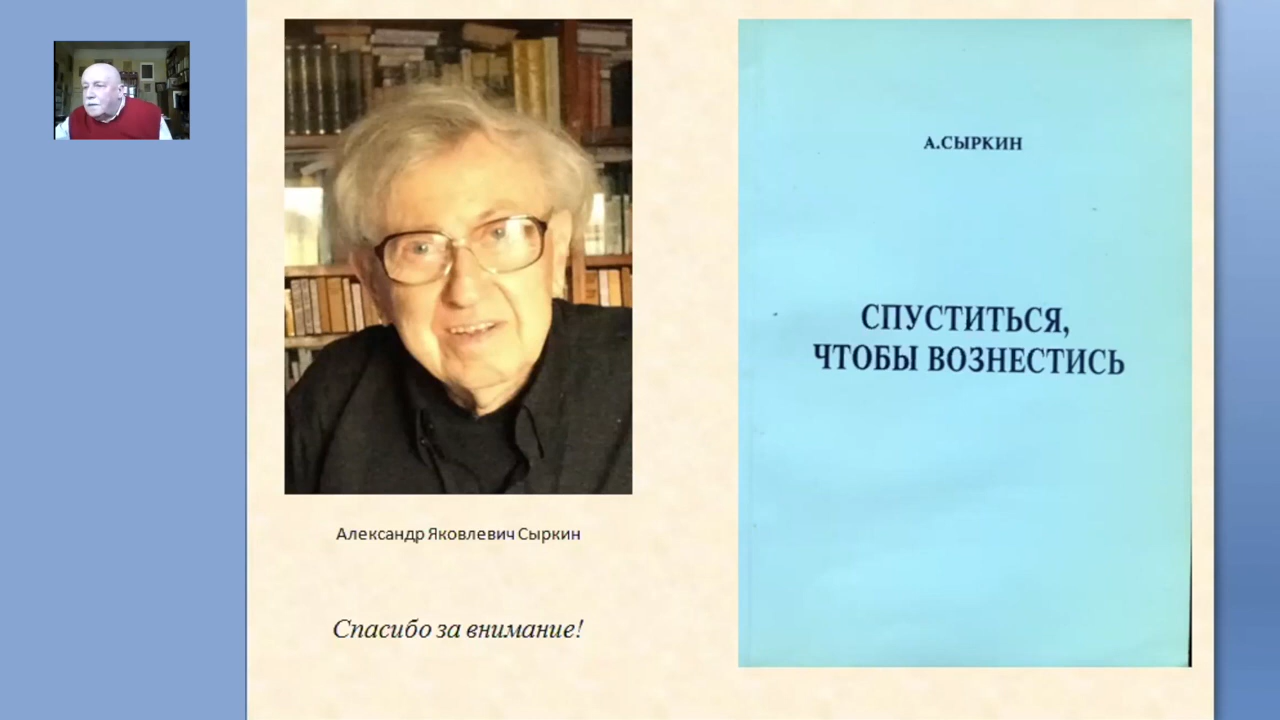 А.СЫРКИН
СПУСТИТЬСЯ,
ЧТОБЫ ВОЗНЕСТИСЬ
Александр Яковлевич Сыркин
Спасибо за внимание!